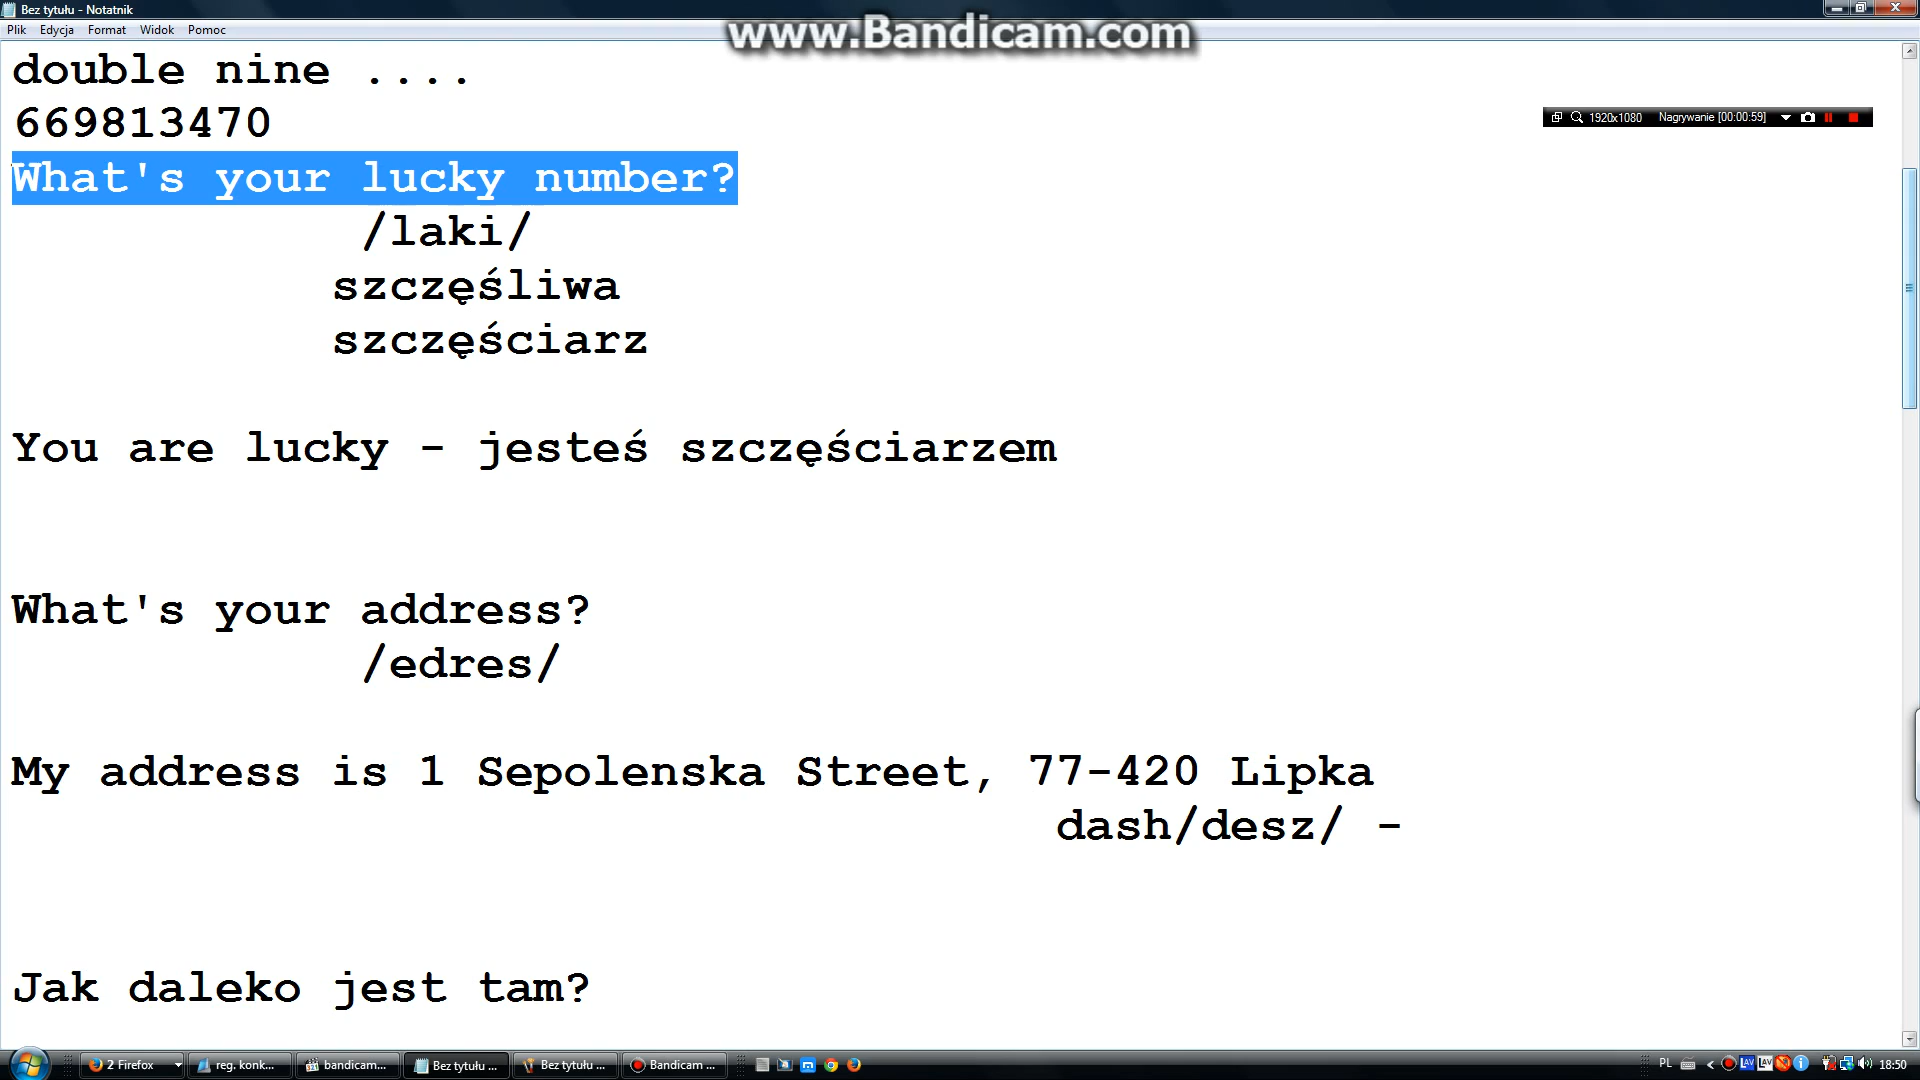 Bez tytułu - Notatnik
Plik Edycja Format Widok Pomoc
www.Bandicam.com
double nine ....
669813470
1920x1080 Nagrywanie [00:00:59]
What's your lucky number?
/laki/
szczęśliwa
szczęściarz
You are lucky - jesteś szczęściarzem
What's your address?
/edres/
My address is 1 Sepolenska Street, 77-420 Lipka
dash/desz/ -
Jak daleko jest tam?
2 Firefox reg. konk... bandicam... Bez tytułu ... Bez tytułu ... Bandicam ... PL 18:50